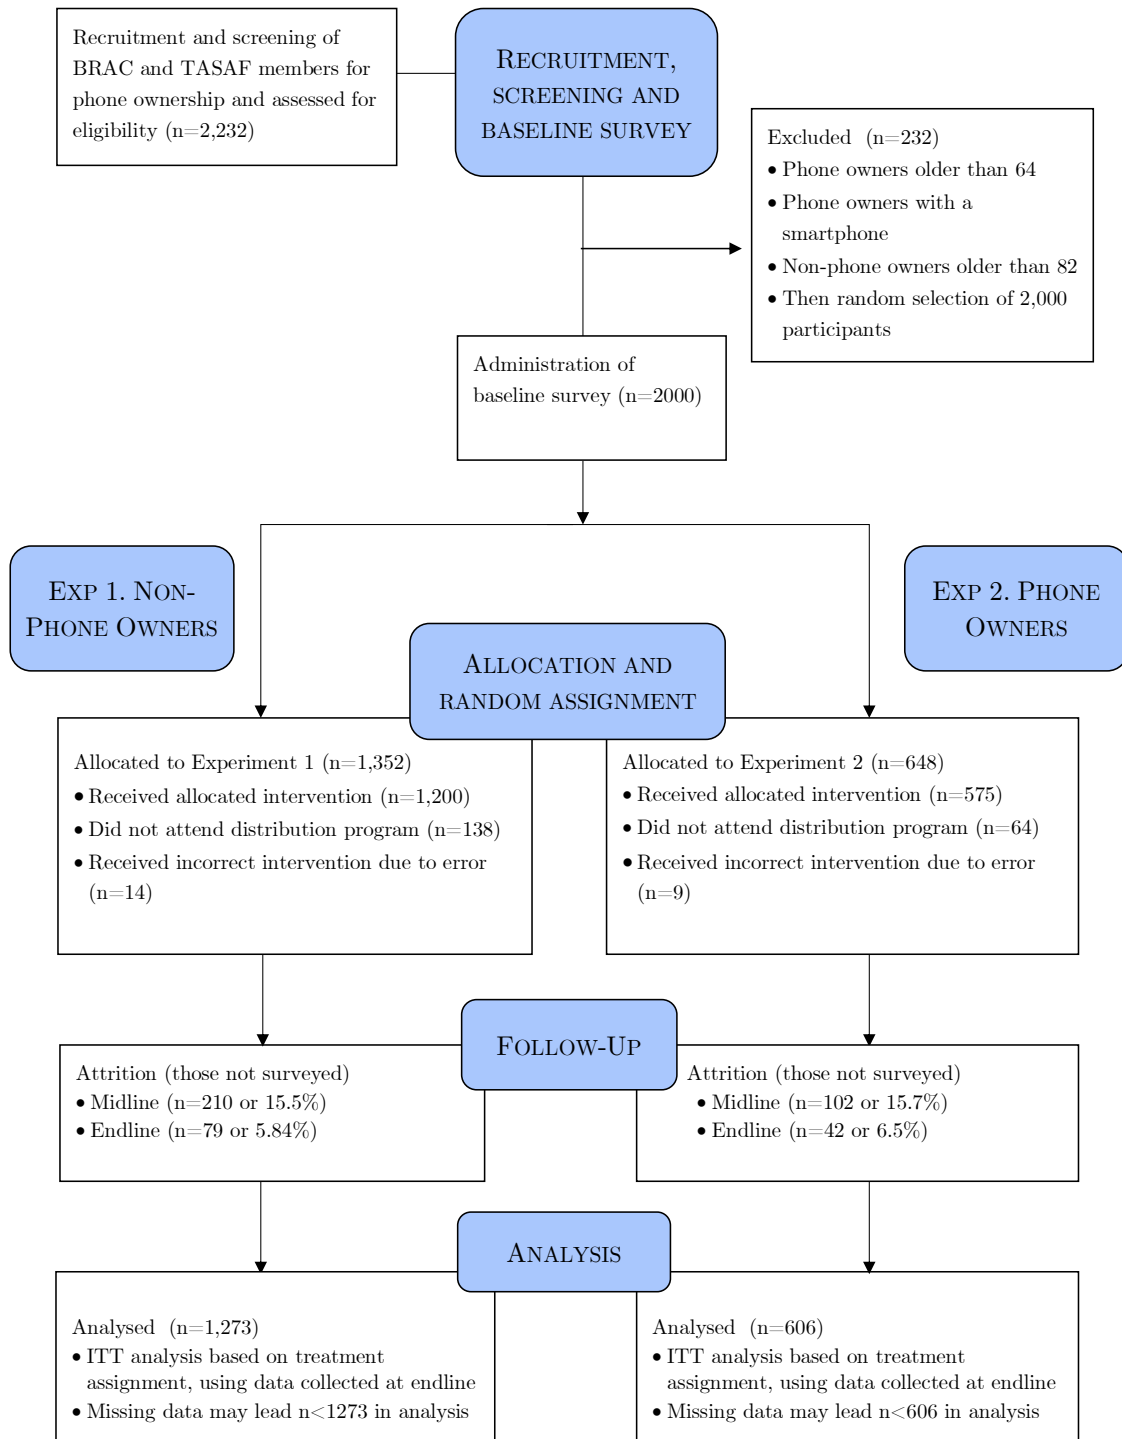 Recruitment and screening of
BRAC and TASAF members for
phone ownership and assessed for
eligibility (n=2,232)
RECRUITMENT,
SCREENING AND
BASELINE SURVEY
Excluded (n=232)
• Phone owners older than 64
• Phone owners with a
smartphone
• Non-phone owners older than 82
• Then random selection of 2,000
participants
Administration of
baseline survey (n=2000)
EXP 1. NON-
PHONE OWNERS
EXP 2. PHONE
OWNERS
ALLOCATION AND
RANDOM ASSIGNMENT
Allocated to Experiment 1 (n=1,352)
• Received allocated intervention (n=1,200)
• Did not attend distribution program (n=138)
• Received incorrect intervention due to error
(n=14)
Allocated to Experiment 2 (n=648)
• Received allocated intervention (n=575)
• Did not attend distribution program (n=64)
• Received incorrect intervention due to error
(n=9)
FOLLOW-UP
Attrition (those not surveyed)
• Midline (n=210 or 15.5%)
• Endline (n=79 or 5.84%)
Attrition (those not surveyed)
• Midline (n=102 or 15.7%)
• Endline (n=42 or 6.5%)
ANALYSIS
Analysed (n=1,273)
• ITT analysis based on treatment
assignment, using data collected at endline
• Missing data may lead n<1273 in analysis
Analysed (n=606)
• ITT analysis based on treatment
assignment, using data collected at endline
• Missing data may lead n<606 in analysis